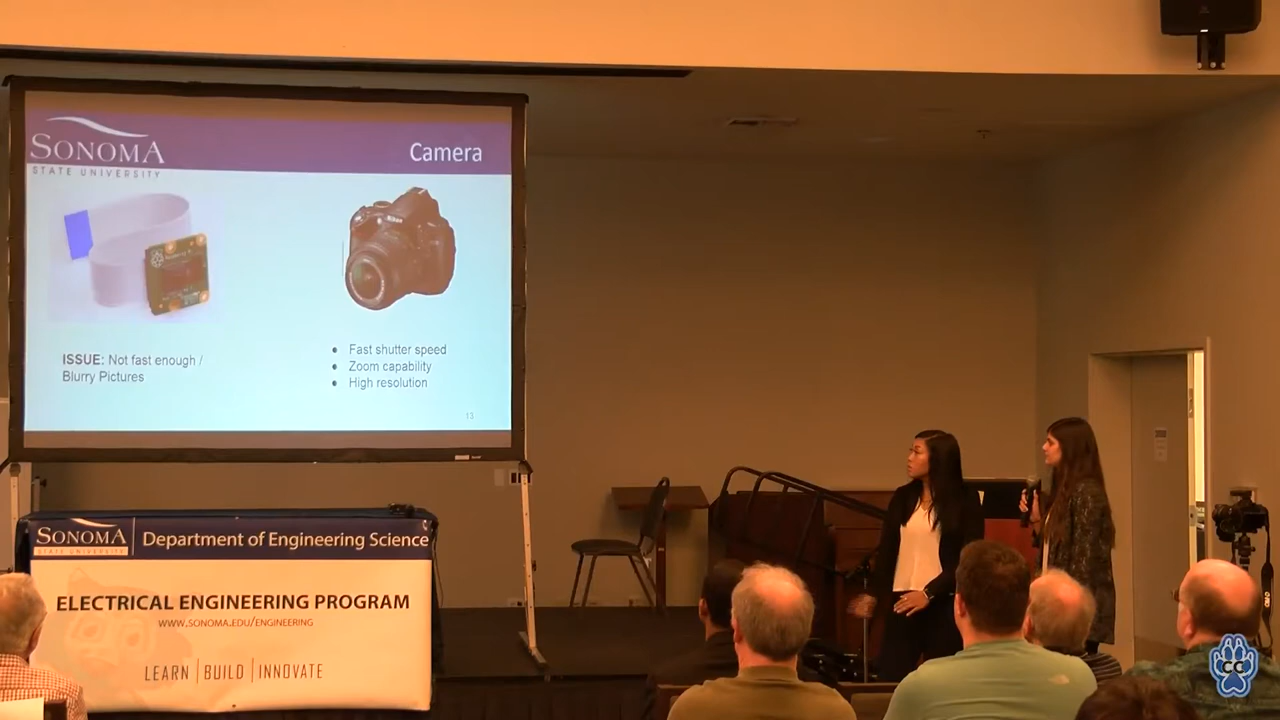 SONOMA
STATE UNIVERSITY
Camera
Nikon
ISSUE: Not fast enough /
Blurry Pictures
● Fast shutter speed
● Zoom capability
● High resolution
13
SONOMA
STATE UNIVERSITY
Department of Engineering Science
ELECTRICAL ENGINEERING PROGRAM
WWW.SONOMA.EDU/ENGINEERING
LEARN | BUILD | INNOVATE
CC